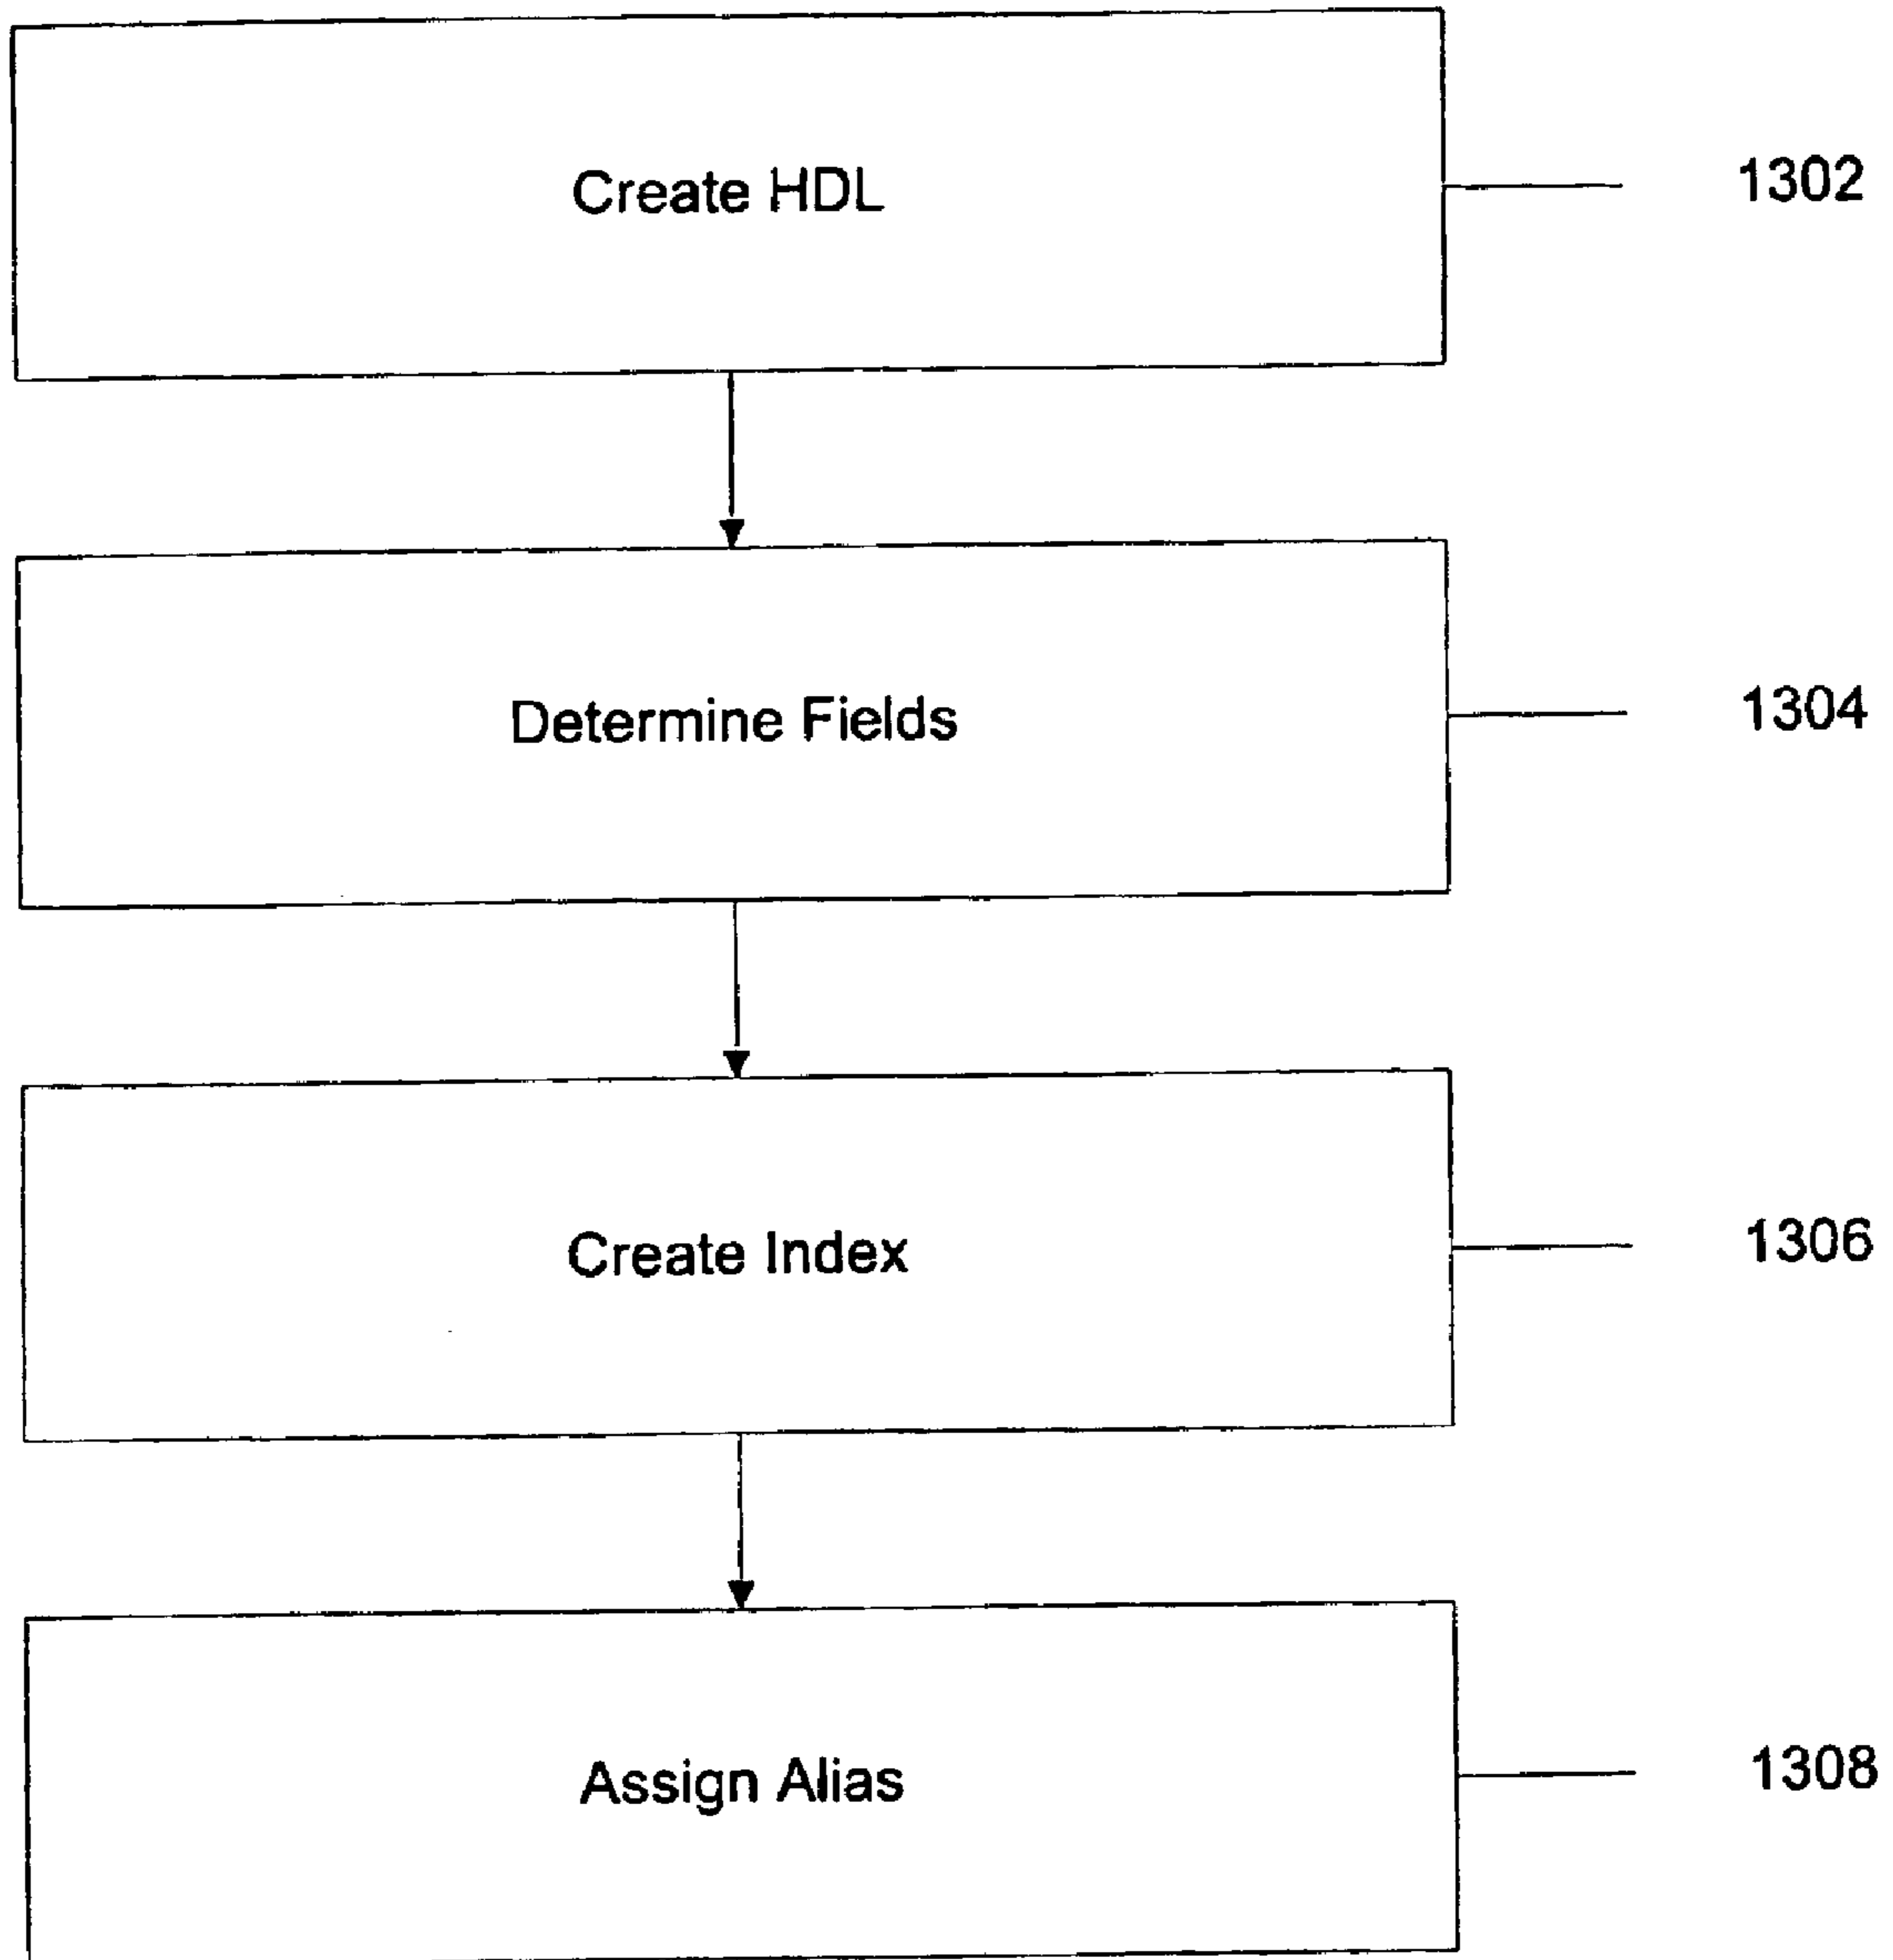 Create HDL
1302
Determine Fields
1304
Create Index
1306
Assign Alias
1308